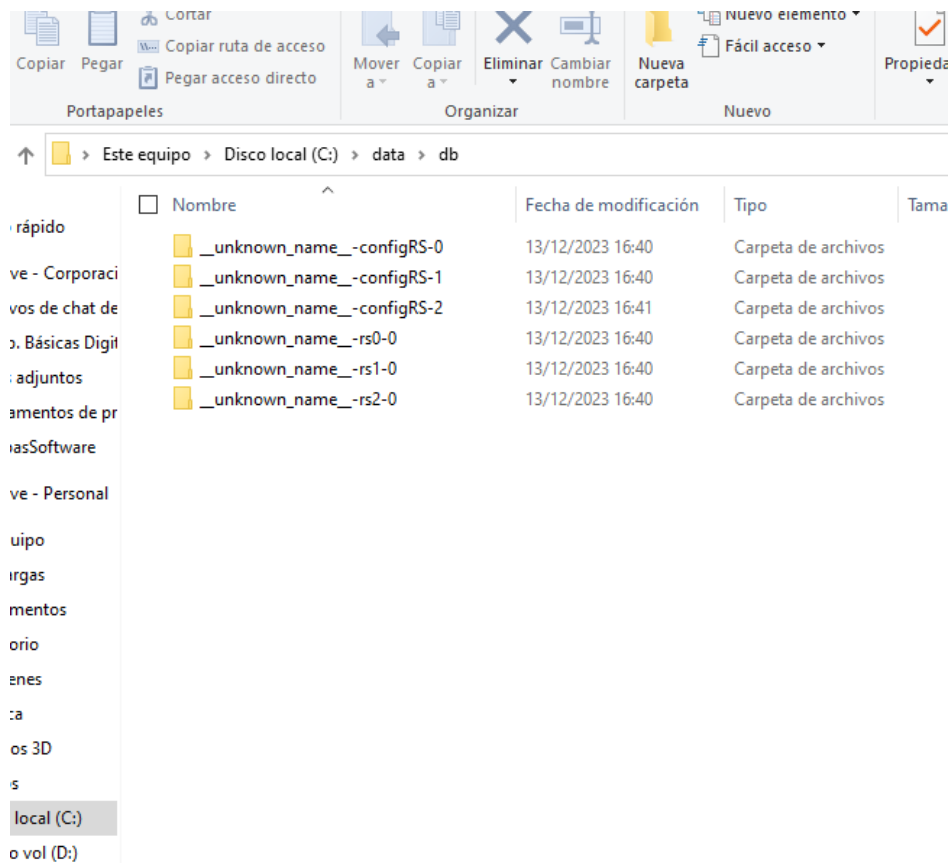 Cortar
Copiar
Pegar
Copiar ruta de acceso
Pegar acceso directo
Mover a
Copiar a
Eliminar
Cambiar nombre
Nueva carpeta
Nuevo elemento
Fácil acceso
Propieda
Portapapeles
Organizar
Nuevo
Este equipo > Disco local (C:) > data > db
Nombre Fecha de modificación Tipo Tama
__unknown_name__-configRS-0 13/12/2023 16:40 Carpeta de archivos
__unknown_name__-configRS-1 13/12/2023 16:40 Carpeta de archivos
__unknown_name__-configRS-2 13/12/2023 16:41 Carpeta de archivos
__unknown_name__-rs0-0 13/12/2023 16:40 Carpeta de archivos
__unknown_name__-rs1-0 13/12/2023 16:40 Carpeta de archivos
__unknown_name__-rs2-0 13/12/2023 16:40 Carpeta de archivos
rápido
ve - Corporaci
vos de chat de
o. Básicas Digit
adjuntos
amentos de pr
asSoftware
ve - Personal
uipo
rgas
mentos
orio
enes
ca
os 3D
s
local (C:)
o vol (D:)